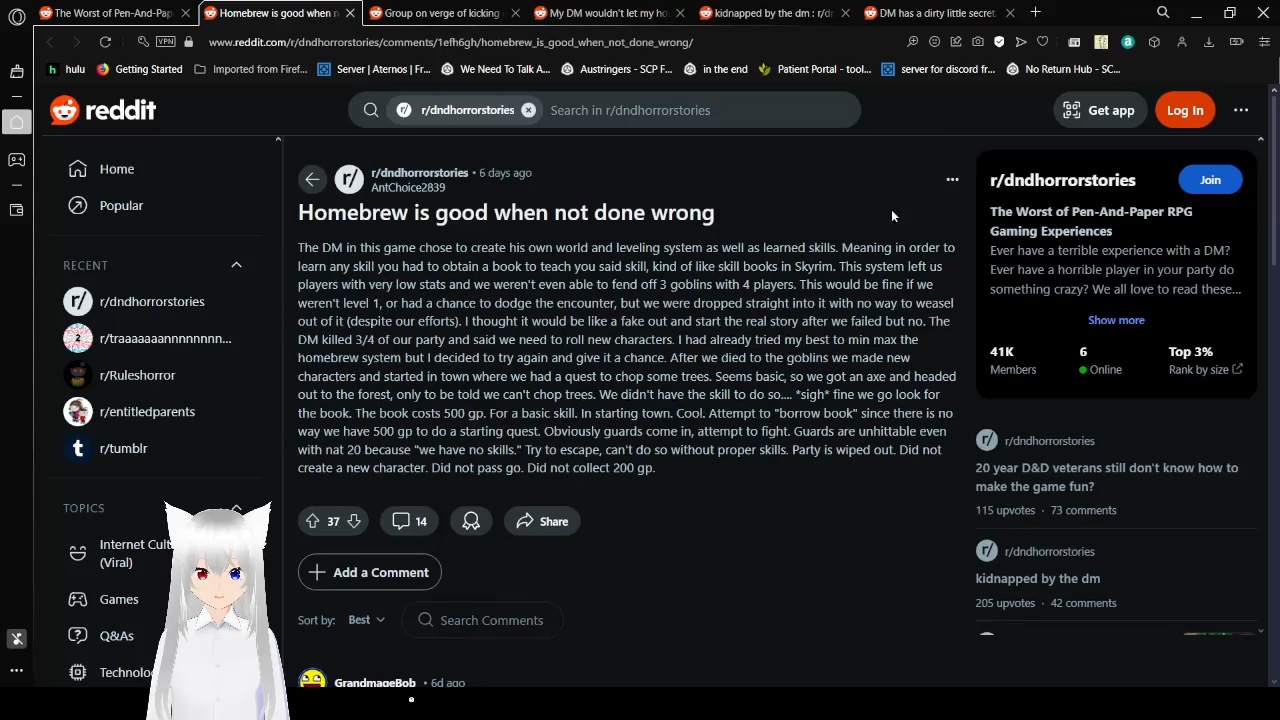 The Worst of Pen-And-Pap
Homebrew is good when n
Group on verge of kicking
My DM wouldn't let my ho
kidnapped by the dm : r/d
DM has a dirty little secret
VPN
www.reddit.com/r/dndhorrorstories/comments/1efh6gh/homebrew_is_good_when_not_done_wrong/
hulu
Getting Started
Imported from Firef...
Server | Aternos | Fr...
We Need To Talk A...
Austringers - SCP F...
in the end
Patient Portal - tool...
server for discord fr...
No Return Hub - SC...
reddit
r/dndhorrorstories
Search in r/dndhorrorstories
Get app
Log In
Home
Popular
RECENT
r/dndhorrorstories
r/traaaaaaannnnnnnn...
r/Ruleshorror
r/entitledparents
r/tumblr
TOPICS
Internet Cult
(Viral)
Games
Q&As
Technolo
r/dndhorrorstories • 6 days ago
AntChoice2839
Homebrew is good when not done wrong
The DM in this game chose to create his own world and leveling system as well as learned skills. Meaning in order to
learn any skill you had to obtain a book to teach you said skill, kind of like skill books in Skyrim. This system left us
players with very low stats and we weren't even able to fend off 3 goblins with 4 players. This would be fine if we
weren't level 1, or had a chance to dodge the encounter, but we were dropped straight into it with no way to weasel
out of it (despite our efforts). I thought it would be like a fake out and start the real story after we failed but no. The
DM killed 3/4 of our party and said we need to roll new characters. I had already tried my best to min max the
homebrew system but I decided to try again and give it a chance. After we died to the goblins we made new
characters and started in town where we had a quest to chop some trees. Seems basic, so we got an axe and headed
out to the forest, only to be told we can't chop trees. We didn't have the skill to do so.... *sigh* fine we go look for
the book. The book costs 500 gp. For a basic skill. In starting town. Cool. Attempt to "borrow book" since there is no
way we have 500 gp to do a starting quest. Obviously guards come in, attempt to fight. Guards are unhittable even
with nat 20 because "we have no skills." Try to escape, can't do so without proper skills. Party is wiped out. Did not
create a new character. Did not pass go. Did not collect 200 gp.
37
14
Share
Add a Comment
Sort by: Best
Search Comments
GrandmageBob • 6d ago
r/dndhorrorstories
Join
The Worst of Pen-And-Paper RPG
Gaming Experiences
Ever have a terrible experience with a DM?
Ever have a horrible player in your party do
something crazy? We all love to read these...
Show more
41K
6
Top 3%
Members
Online
Rank by size
r/dndhorrorstories
20 year D&D veterans still don't know how to
make the game fun?
115 upvotes · 73 comments
r/dndhorrorstories
kidnapped by the dm
205 upvotes · 42 comments